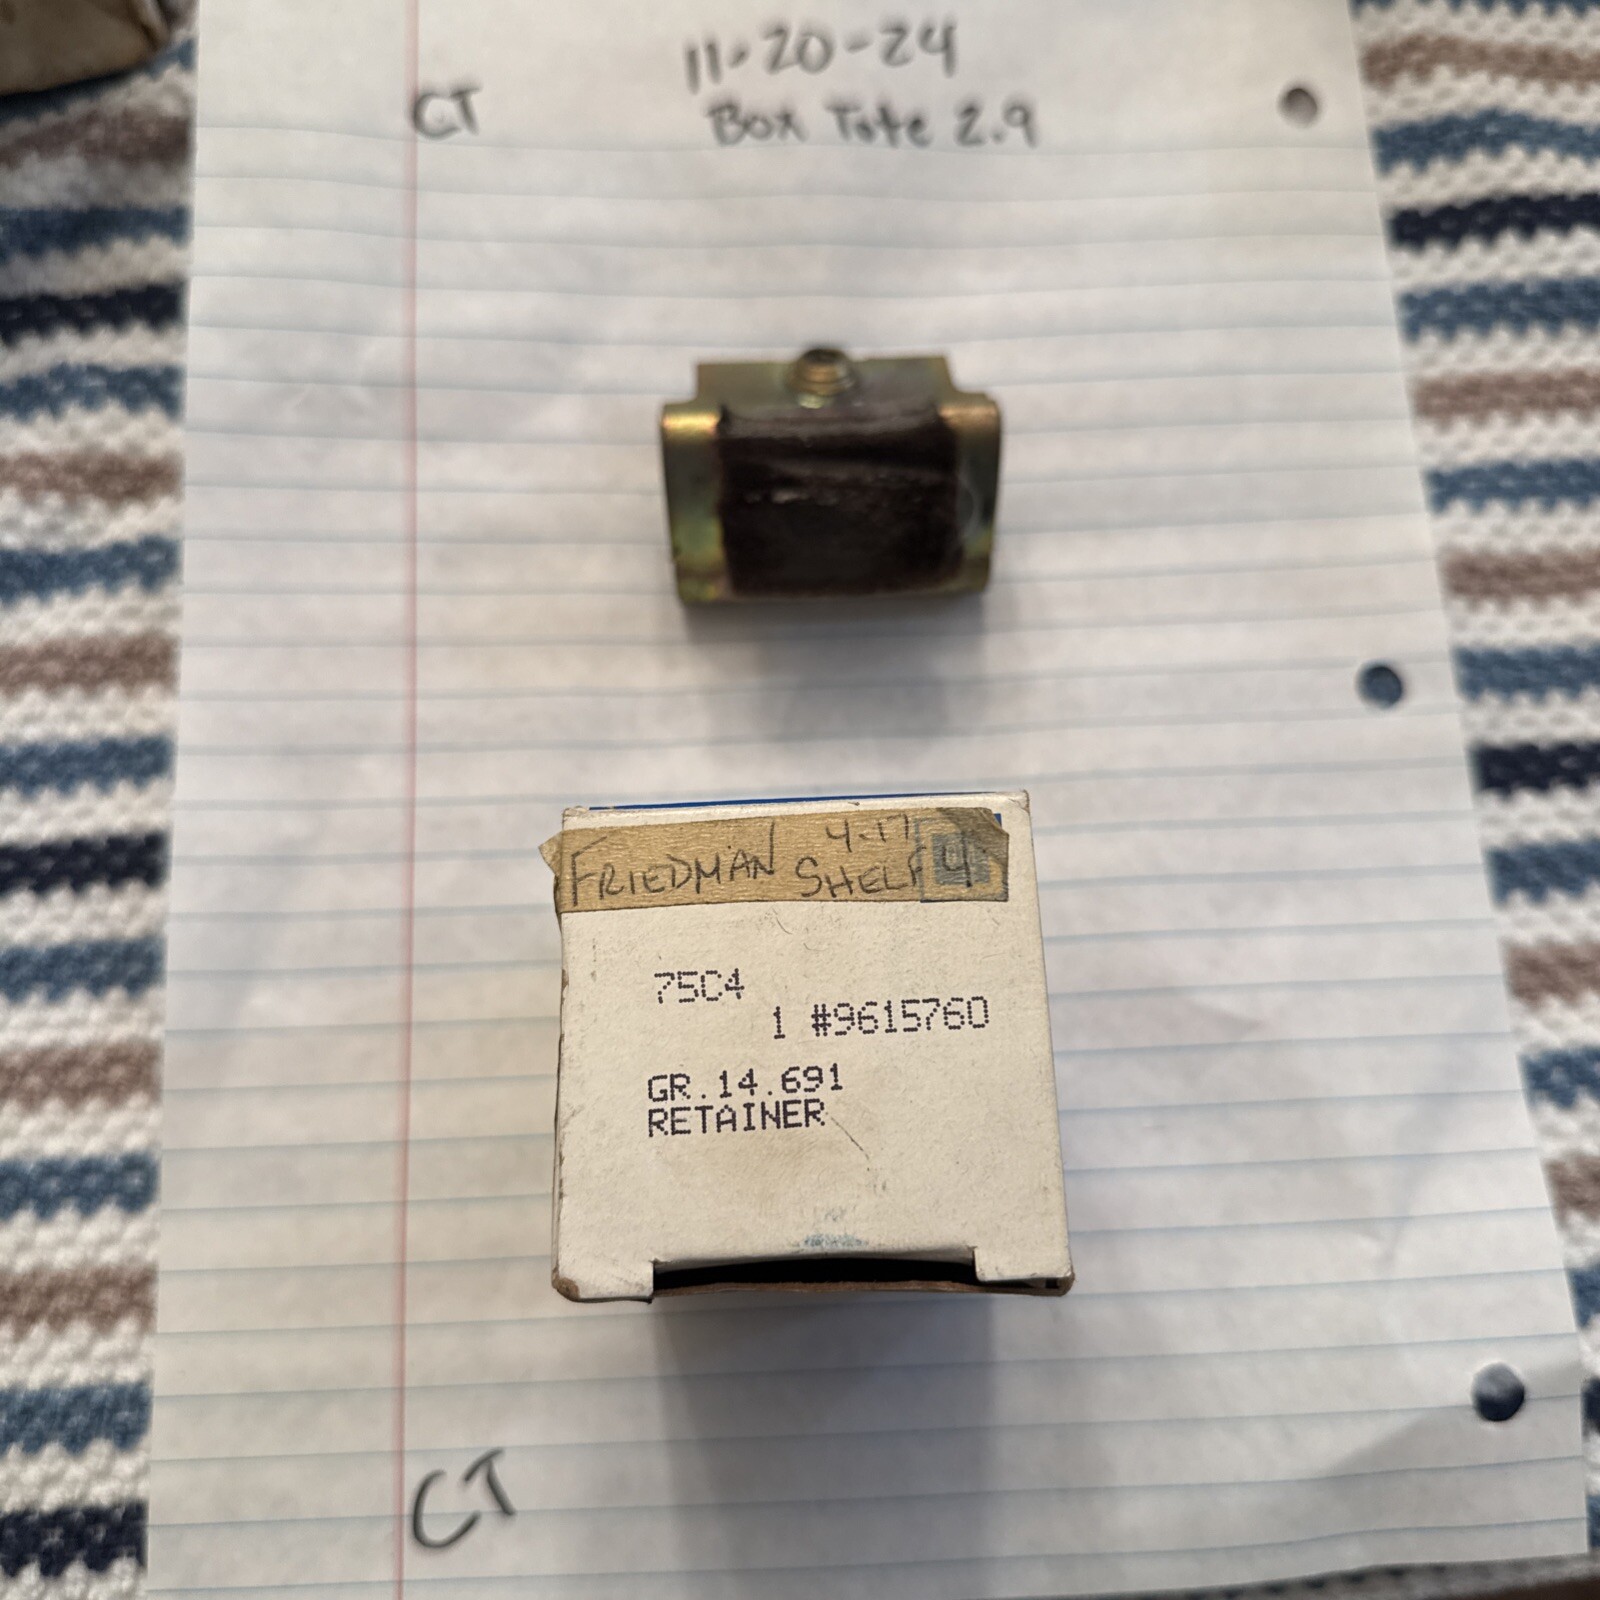 11-20-24
CT
Box Tote 2.9
4-17
FRIEDMAN SHELF 4
75C4
1 #9615760
GR.14.691
RETAINER
CT